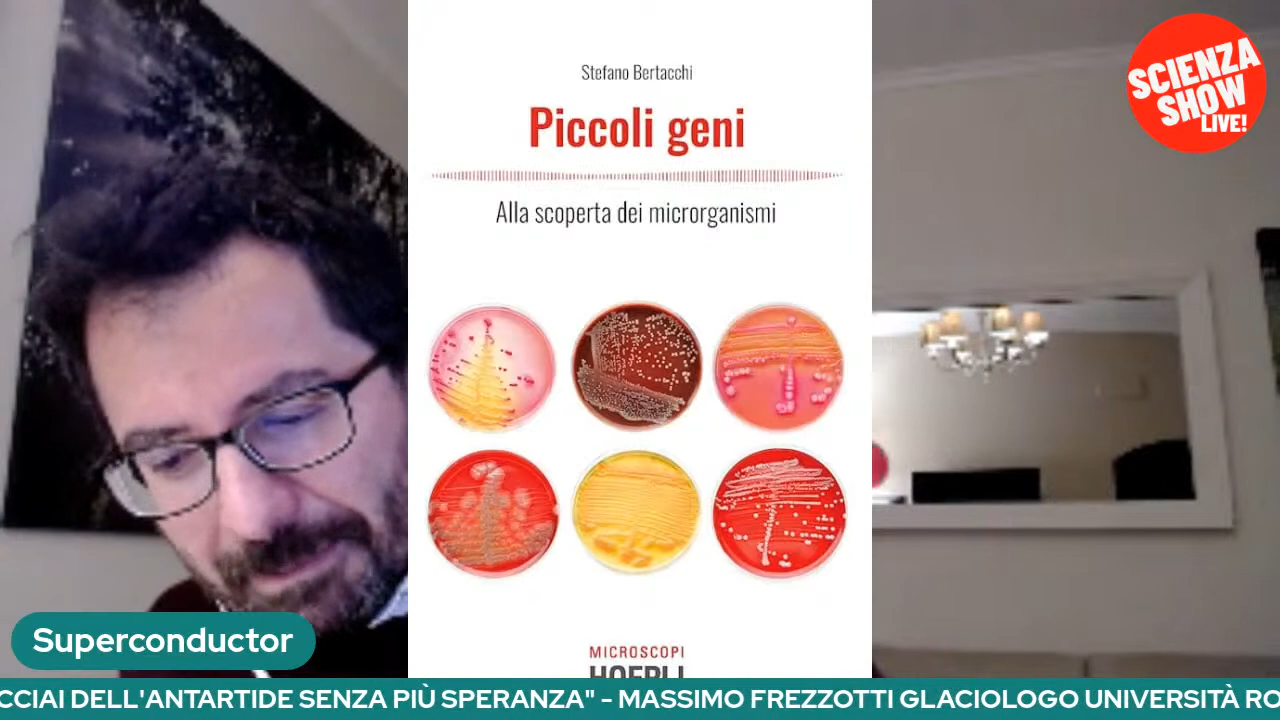 Stefano Bertacchi
Piccoli geni
Alla scoperta dei microrganismi
MICROSCOPI
HOEPLI
SCIENZA
SHOW
LIVE!
Superconductor
CCIAI DELL'ANTARTIDE SENZA PIÙ SPERANZA" - MASSIMO FREZZOTTI GLACIOLOGO UNIVERSITÀ RO